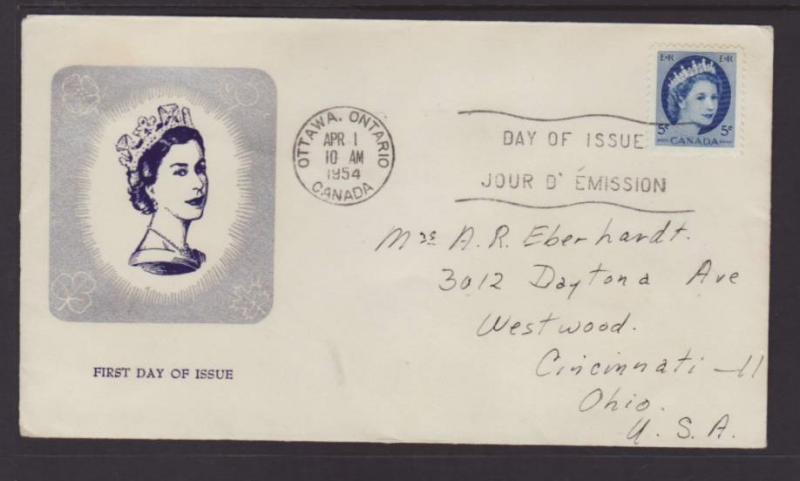 E R E R
5¢ 5¢
CANADA
OTTAWA, ONTARIO
APR 1
10 AM
1954
CANADA
DAY OF ISSUE
JOUR D' ÉMISSION
Mrs A. R. Eberhardt.
3012 Daytona Ave
Westwood.
Cincinnati - 11
Ohio.
U. S. A.
FIRST DAY OF ISSUE